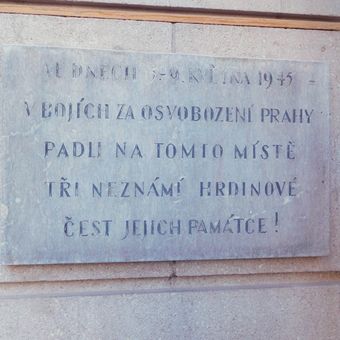 VE DNECH 5.-9. KVĚTNA 1945 -
V BOJÍCH ZA OSVOBOZENÍ PRAHY
PADLI NA TOMTO MÍSTĚ
TŘI NEZNÁMÍ HRDINOVÉ
ČEST JEJICH PAMÁTCE!